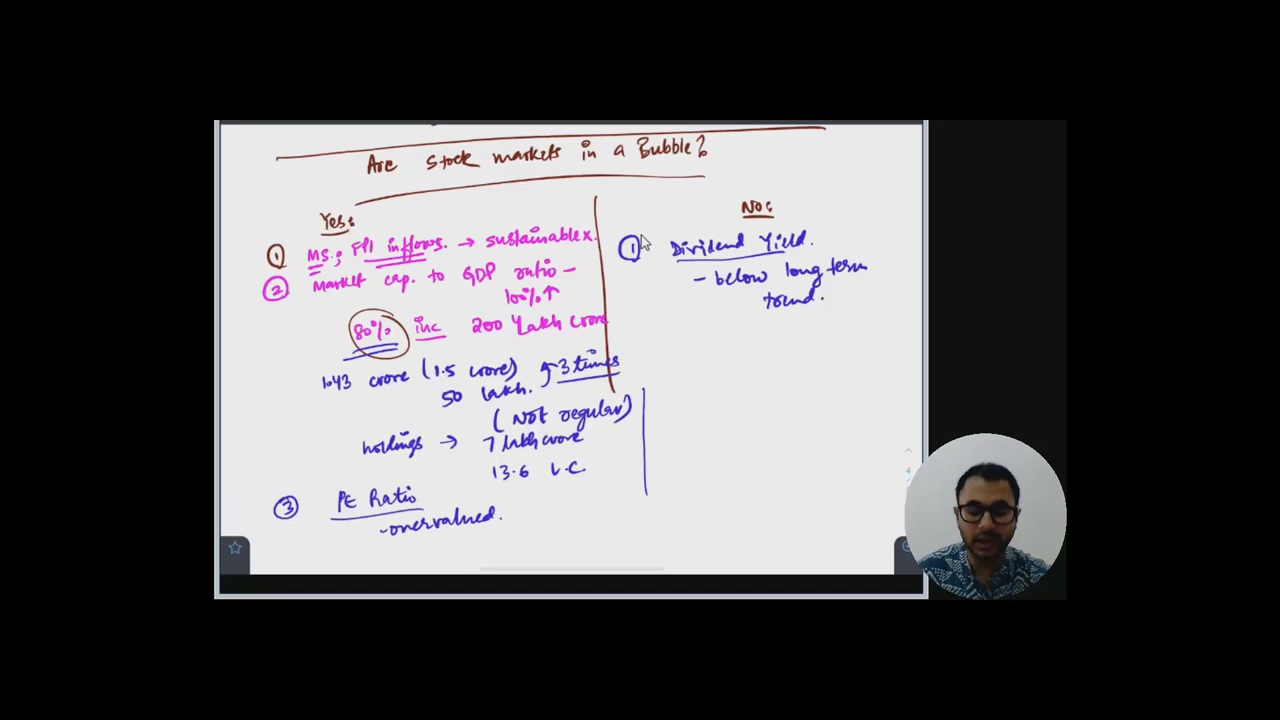 Are Stock markets in a Bubble?
Yes:
① MS; FPI inflows. → sustainable x.
② Market cap. to GDP ratio –
100% ↑
80% inc 200 lakh crore
1.43 crore (1.5 crore) 3 times
50 lakh.
(Not regular)
holdings → 7 lakh crore
13.6 L.C.
③ PE Ratio
- overvalued.
No:
① Dividend Yield.
- below long term
trend.